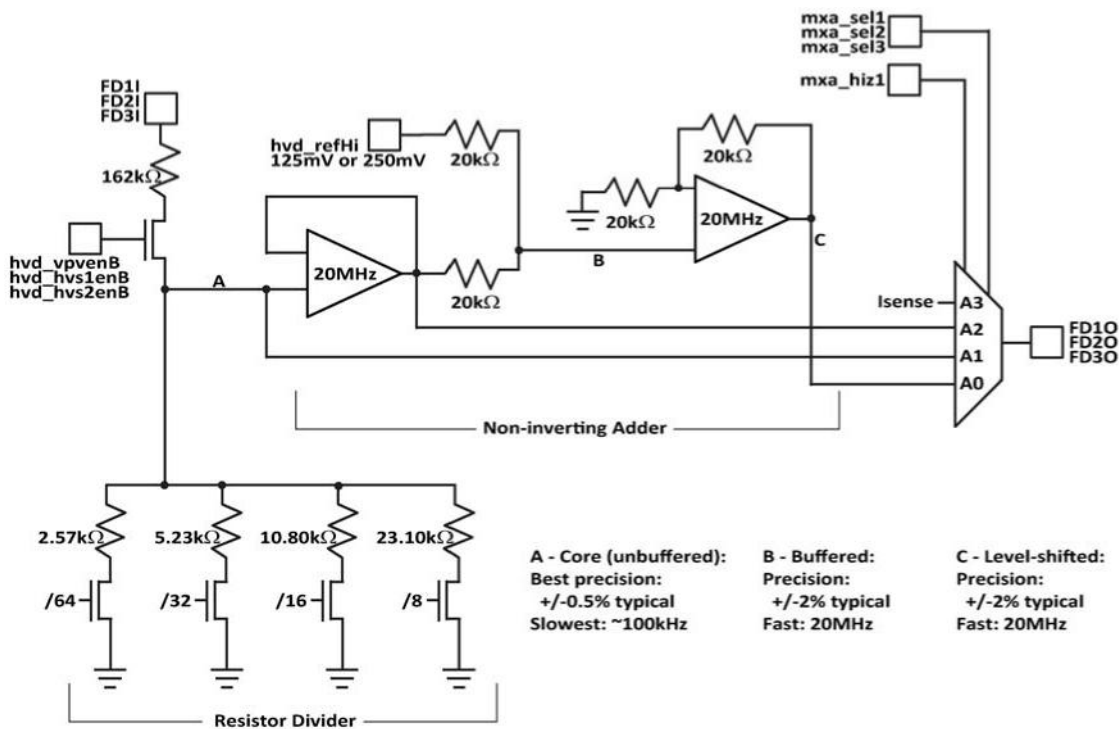 mxa_sel1
mxa_sel2
mxa_sel3
mxa_hiz1
FD1I
FD2I
FD3I
162kΩ
hvd_refHi
125mV or 250mV
20kΩ
20kΩ
20kΩ
20MHz
C
B
hvd_vpvenB
hvd_hvs1enB
hvd_hvs2enB
A
20MHz
20kΩ
Isense
A3
A2
A1
A0
FD1O
FD2O
FD3O
Non-inverting Adder
2.57kΩ
5.23kΩ
10.80kΩ
23.10kΩ
/64
/32
/16
/8
Resistor Divider
A - Core (unbuffered):
Best precision:
+/-0.5% typical
Slowest: ~100kHz
B - Buffered:
Precision:
+/-2% typical
Fast: 20MHz
C - Level-shifted:
Precision:
+/-2% typical
Fast: 20MHz